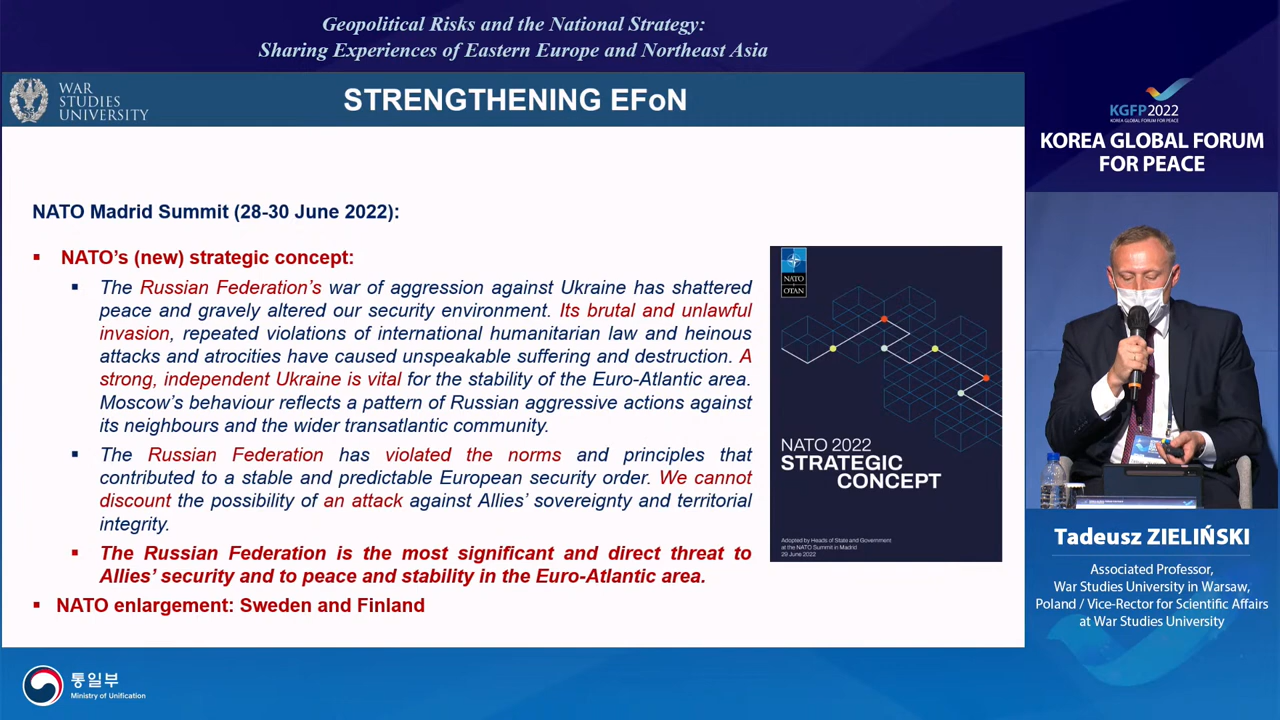 Geopolitical Risks and the National Strategy:
Sharing Experiences of Eastern Europe and Northeast Asia
WAR
STUDIES
UNIVERSITY
STRENGTHENING EFoN
NATO Madrid Summit (28-30 June 2022):
▪ NATO's (new) strategic concept:
▪ The Russian Federation's war of aggression against Ukraine has shattered
peace and gravely altered our security environment. Its brutal and unlawful
invasion, repeated violations of international humanitarian law and heinous
attacks and atrocities have caused unspeakable suffering and destruction. A
strong, independent Ukraine is vital for the stability of the Euro-Atlantic area.
Moscow's behaviour reflects a pattern of Russian aggressive actions against
its neighbours and the wider transatlantic community.
▪ The Russian Federation has violated the norms and principles that
contributed to a stable and predictable European security order. We cannot
discount the possibility of an attack against Allies' sovereignty and territorial
integrity.
▪ The Russian Federation is the most significant and direct threat to
Allies' security and to peace and stability in the Euro-Atlantic area.
▪ NATO enlargement: Sweden and Finland
NATO
OTAN
NATO 2022
STRATEGIC
CONCEPT
Adopted by Heads of State and Government
at the NATO Summit in Madrid
29 June 2022
KGFP2022
KOREA GLOBAL FORUM FOR PEACE
KOREA GLOBAL FORUM
FOR PEACE
Tadeusz ZIELIŃSKI
Associated Professor,
War Studies University in Warsaw,
Poland / Vice-Rector for Scientific Affairs
at War Studies University
통일부
Ministry of Unification